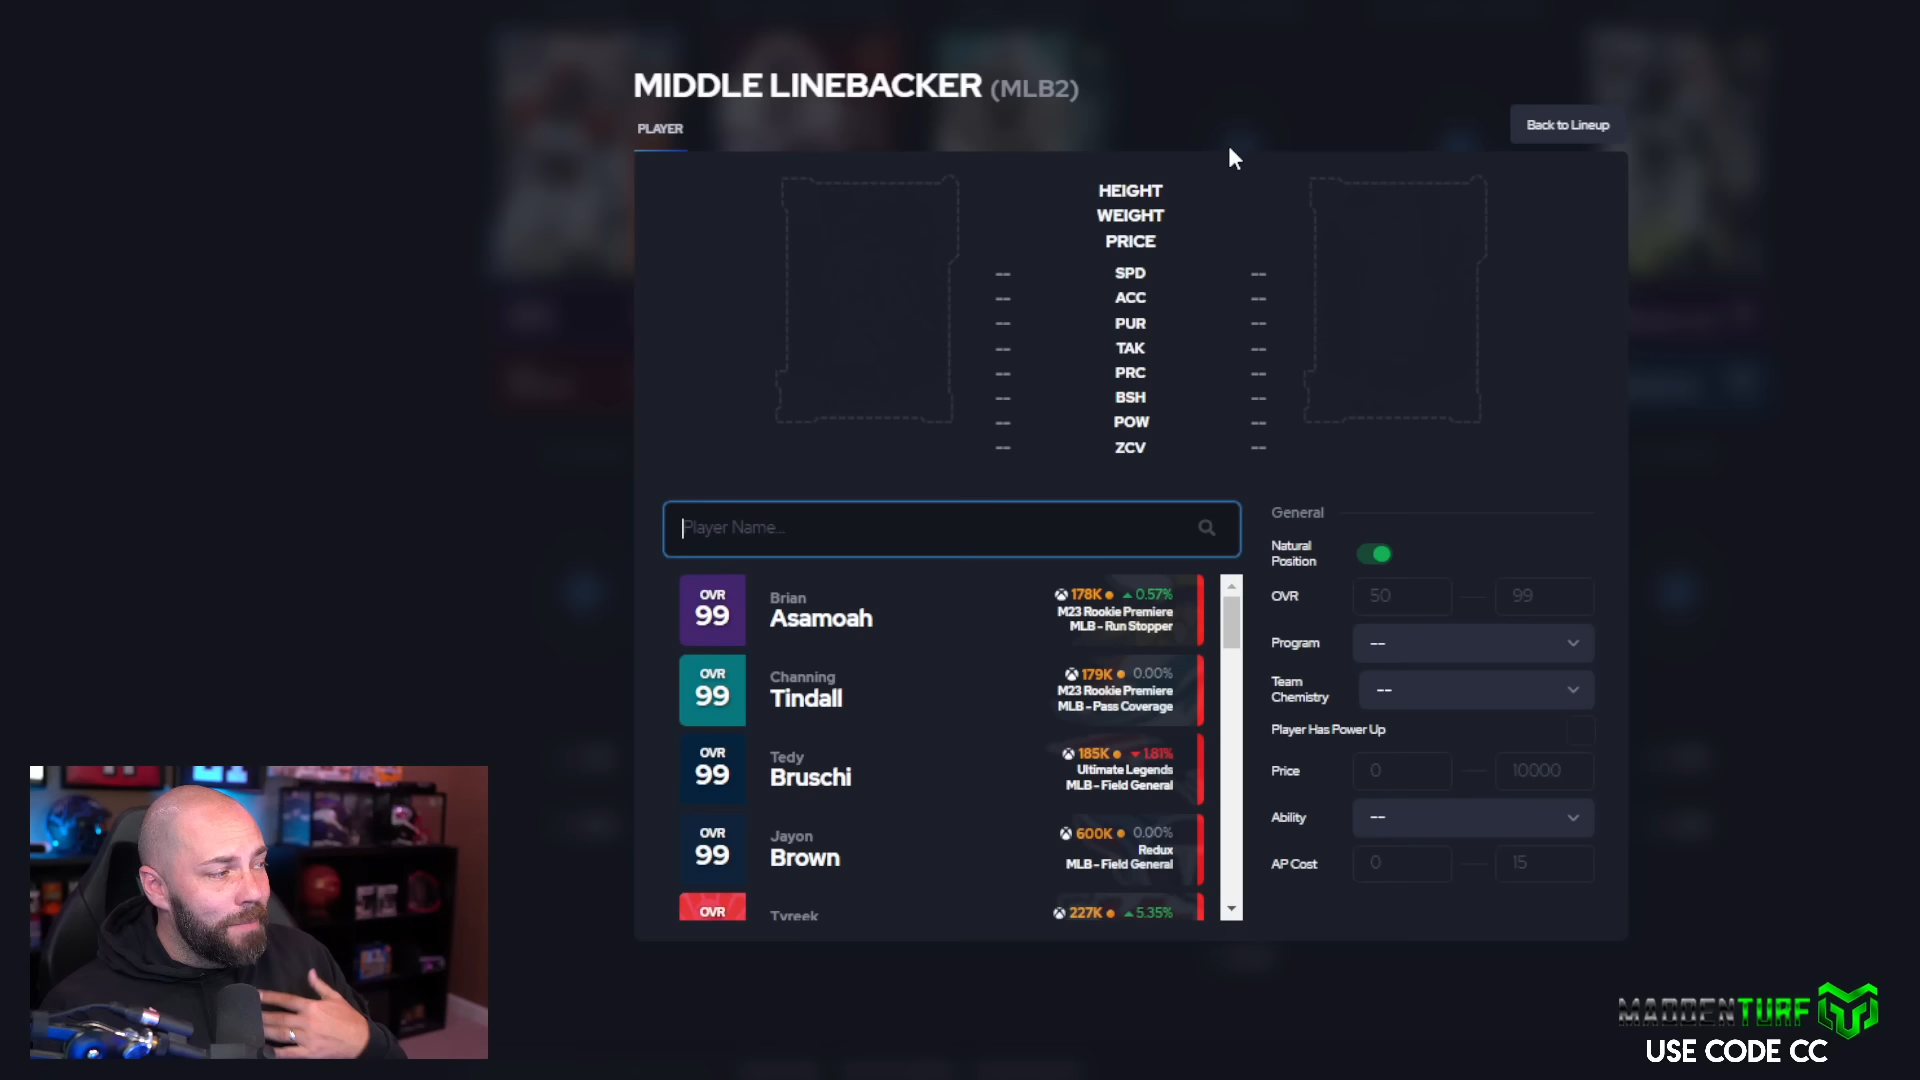 MIDDLE LINEBACKER (MLB2)
PLAYER
Back to Lineup
HEIGHT
WEIGHT
PRICE
-- SPD --
-- ACC --
-- PUR --
-- TAK --
-- PRC --
-- BSH --
-- POW --
-- ZCV --
Player Name...
OVR
99
Brian
Asamoah
178K 0.57%
M23 Rookie Premiere
MLB - Run Stopper
OVR
99
Channing
Tindall
179K 0.00%
M23 Rookie Premiere
MLB - Pass Coverage
OVR
99
Tedy
Bruschi
185K 1.81%
Ultimate Legends
MLB - Field General
OVR
99
Jayon
Brown
600K 0.00%
Redux
MLB - Field General
OVR
Tyreek
227K 5.35%
General
Natural
Position
OVR 50 — 99
Program --
Team
Chemistry --
Player Has Power Up
Price 0 — 10000
Ability --
AP Cost 0 — 15
MADDENTURF
USE CODE CC